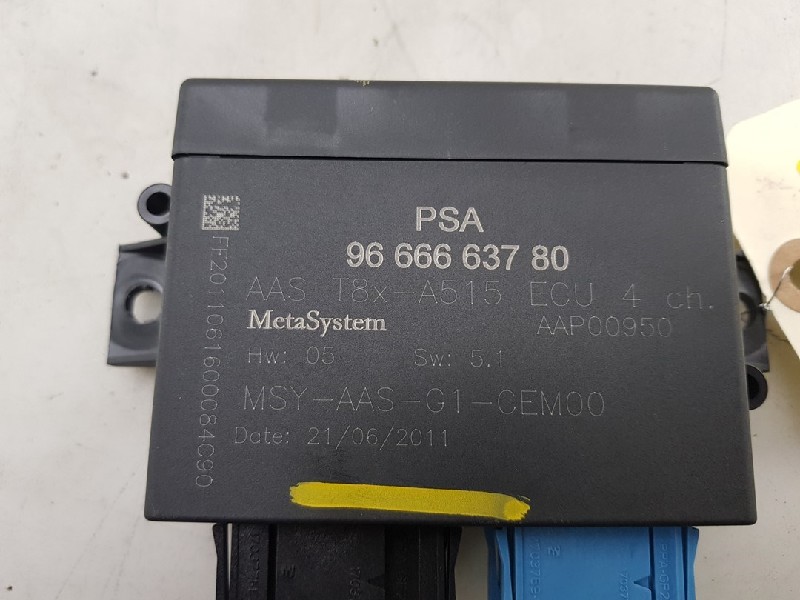 PSA
96 666 637 80
AAS T8x-A515 ECU 4 ch.
MetaSystem AAP00950
Hw: 05 Sw: 5.1
MSY-AAS-G1-CEM00
Date: 21/06/2011